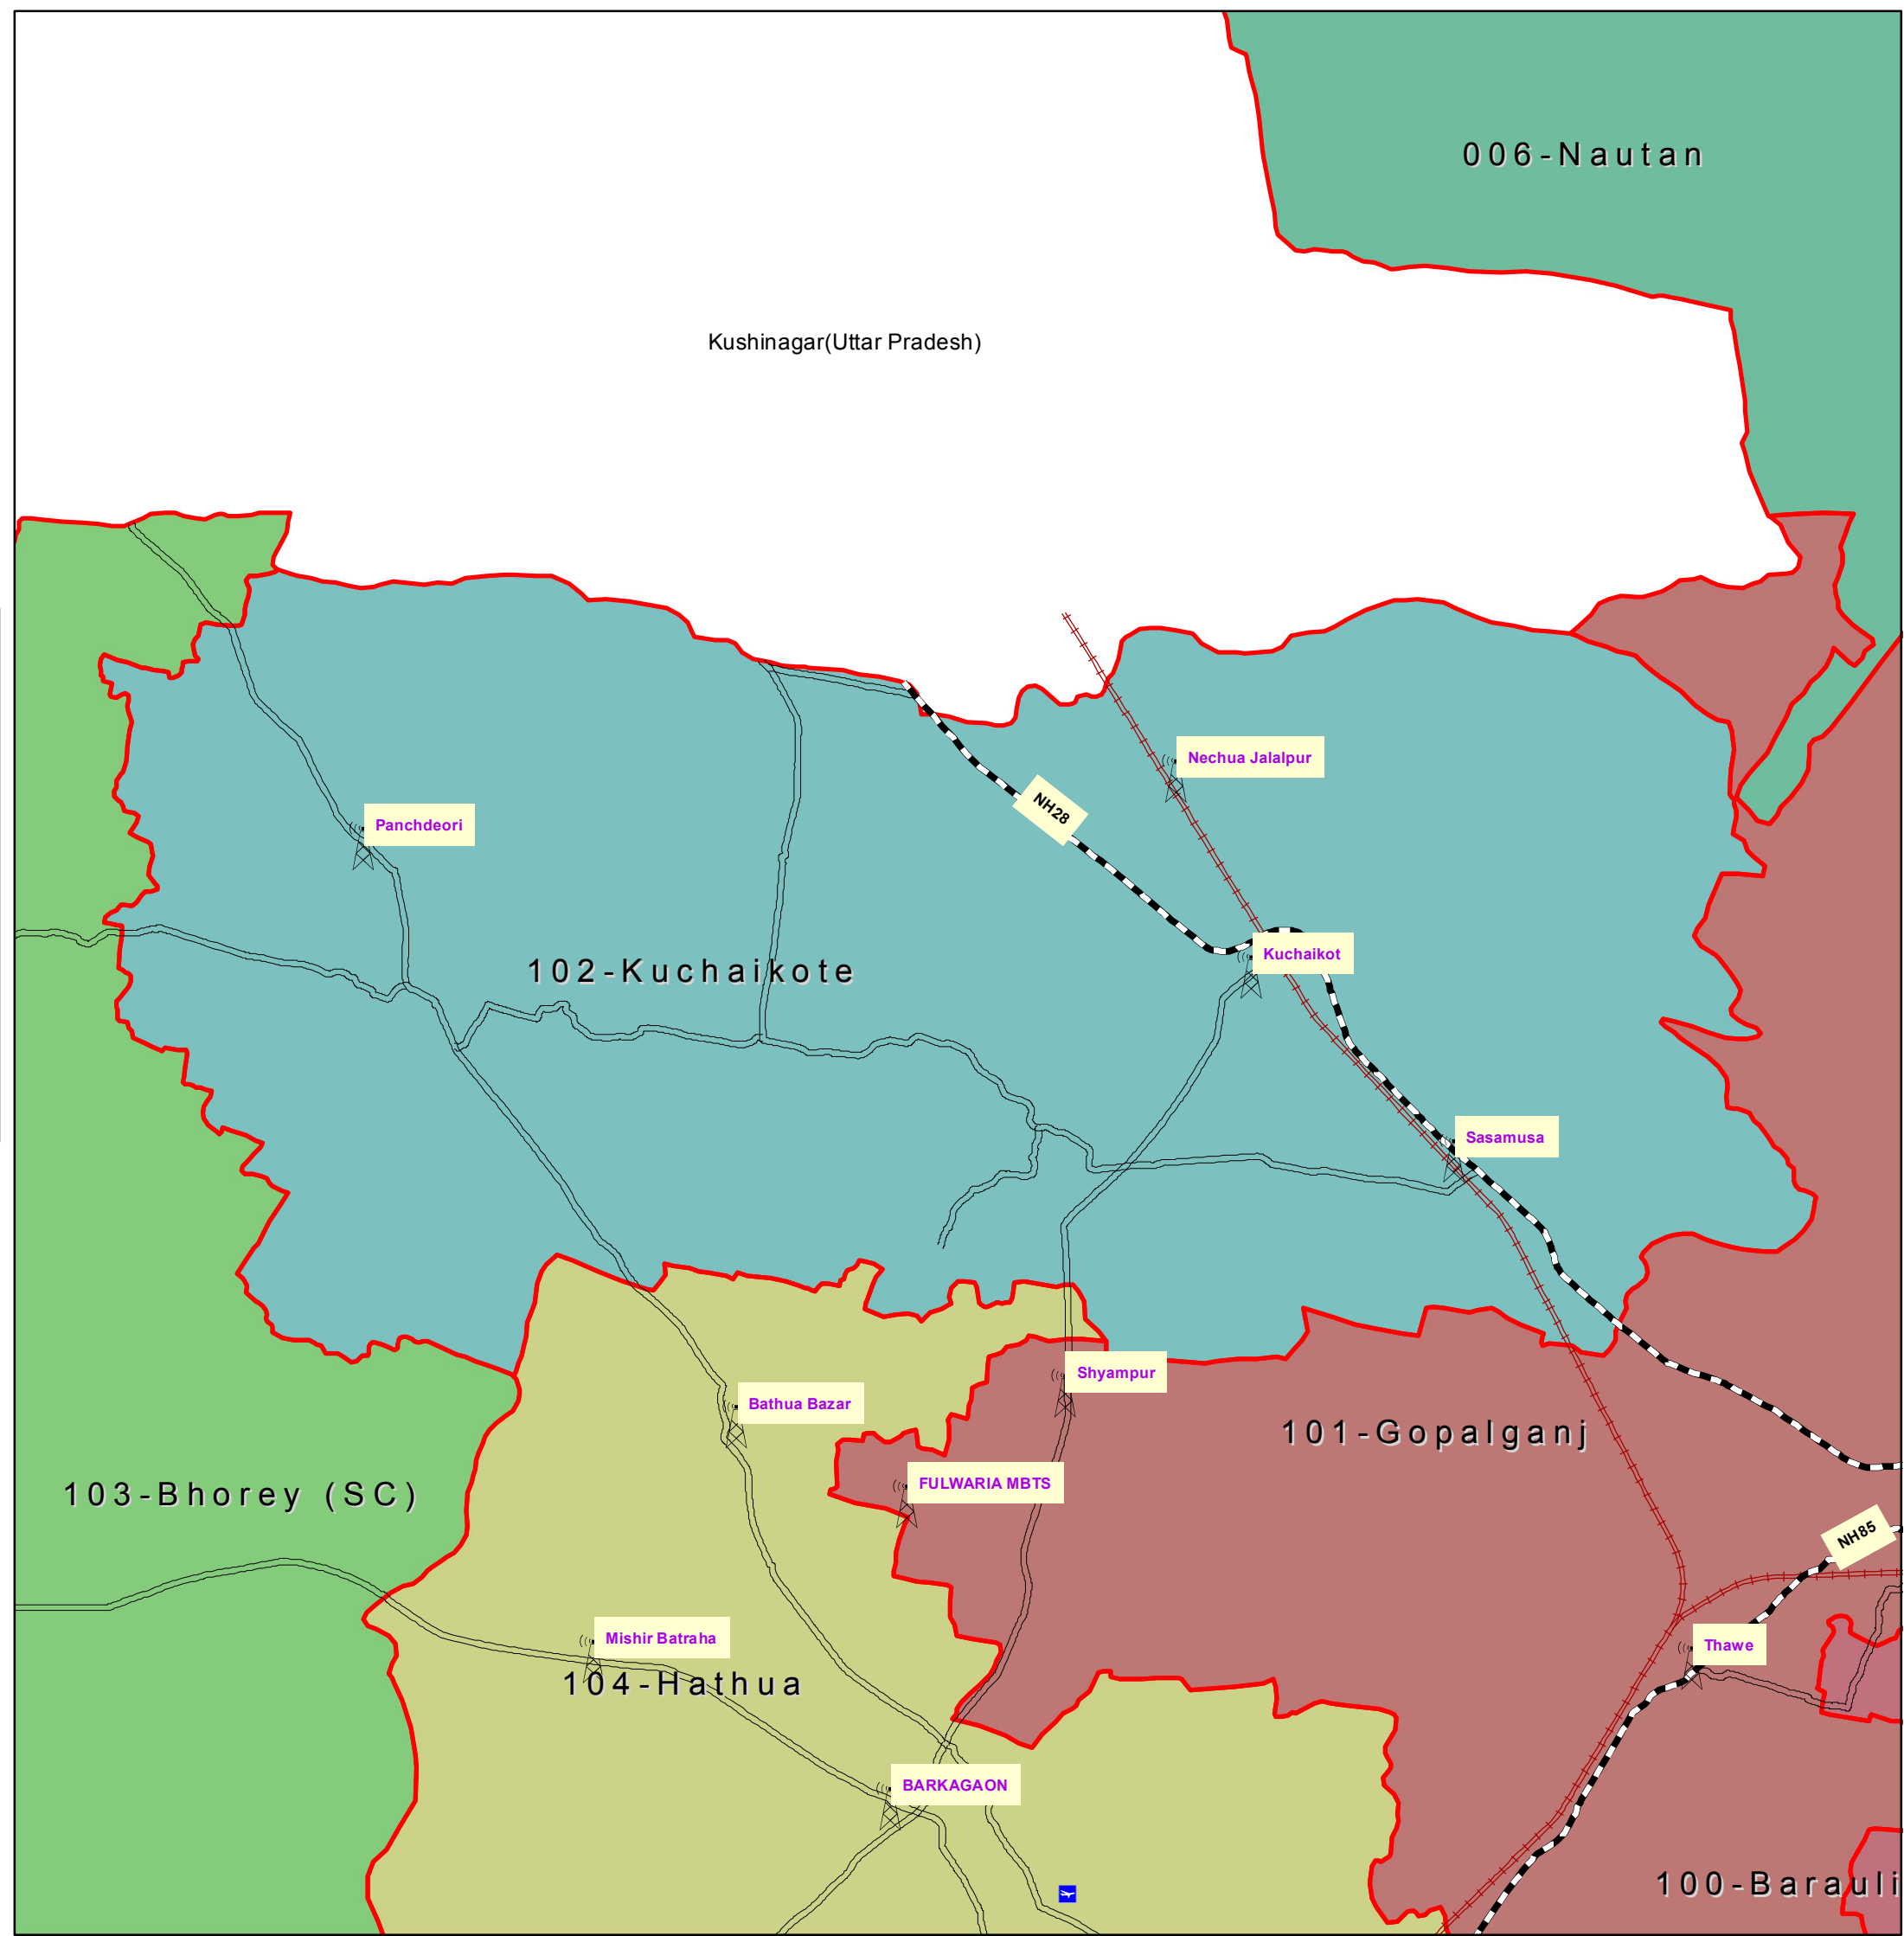 006-Nautan
Kushinagar(Uttar Pradesh)
Nechua Jalalpur
NH28
Panchdeori
Kuchaikot
102-Kuchaikote
Sasamusa
Shyampur
Bathua Bazar
101-Gopalganj
FULWARIA MBTS
103-Bhorey (SC)
NH85
Mishir Batraha
Thawe
104-Hathua
BARKAGAON
100-Barauli